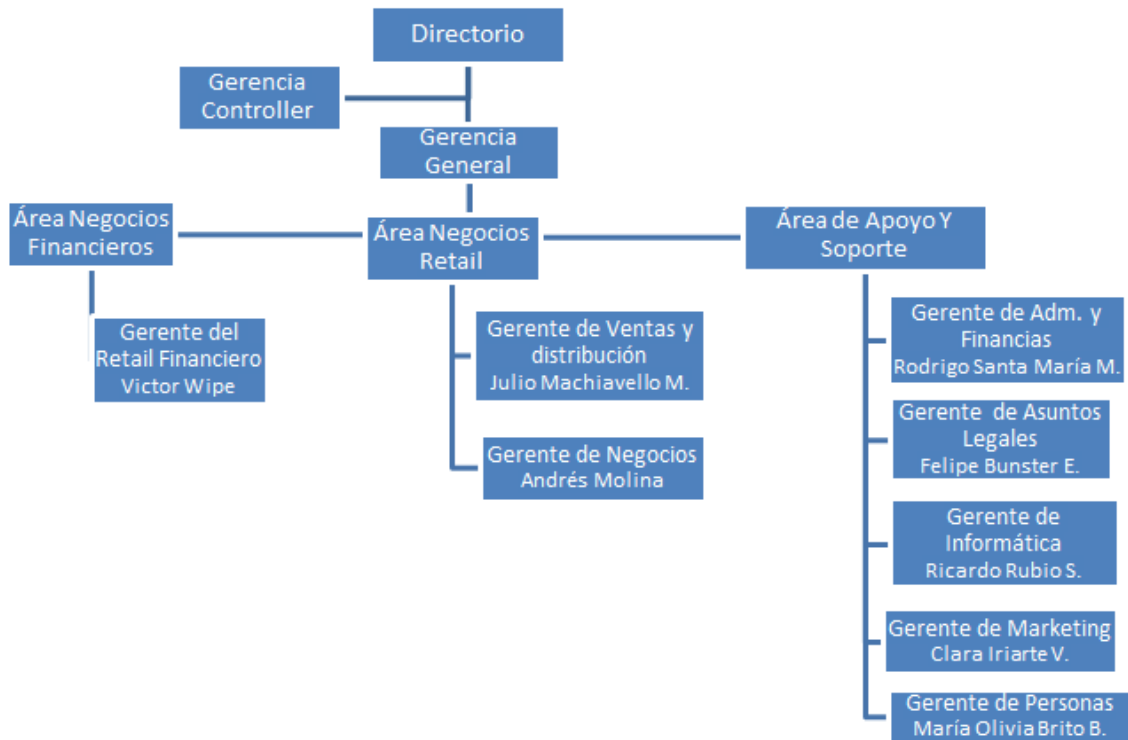 Directorio
Gerencia
Controller
Gerencia
General
Área Negocios
Financieros
Área Negocios
Retail
Área de Apoyo Y
Soporte
Gerente del
Retail Financiero
Victor Wipe
Gerente de Ventas y
distribución
Julio Machiavello M.
Gerente de Negocios
Andrés Molina
Gerente de Adm. y
Financias
Rodrigo Santa María M.
Gerente de Asuntos
Legales
Felipe Bunster E.
Gerente de
Informática
Ricardo Rubio S.
Gerente de Marketing
Clara Iriarte V.
Gerente de Personas
María Olivia Brito B.